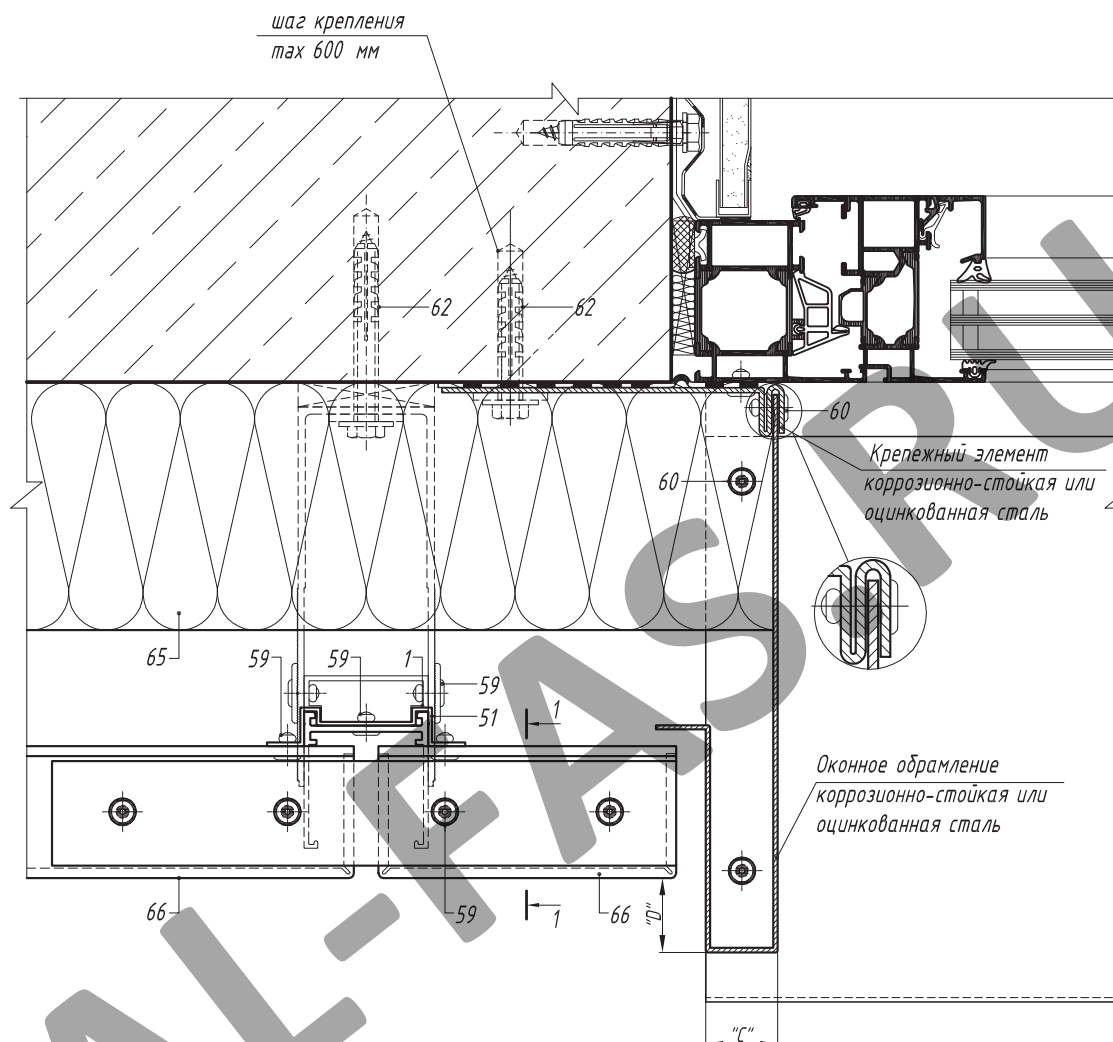 шаг крепления
max 600 мм
62
62
60
Крепежный элемент
коррозионно-стойкая или
оцинкованная сталь
60
65
59
59
1
59
51
1
Оконное обрамление
коррозионно-стойкая или
оцинкованная сталь
66
59
1
66
"D"
"C"
AL-FAS.RU